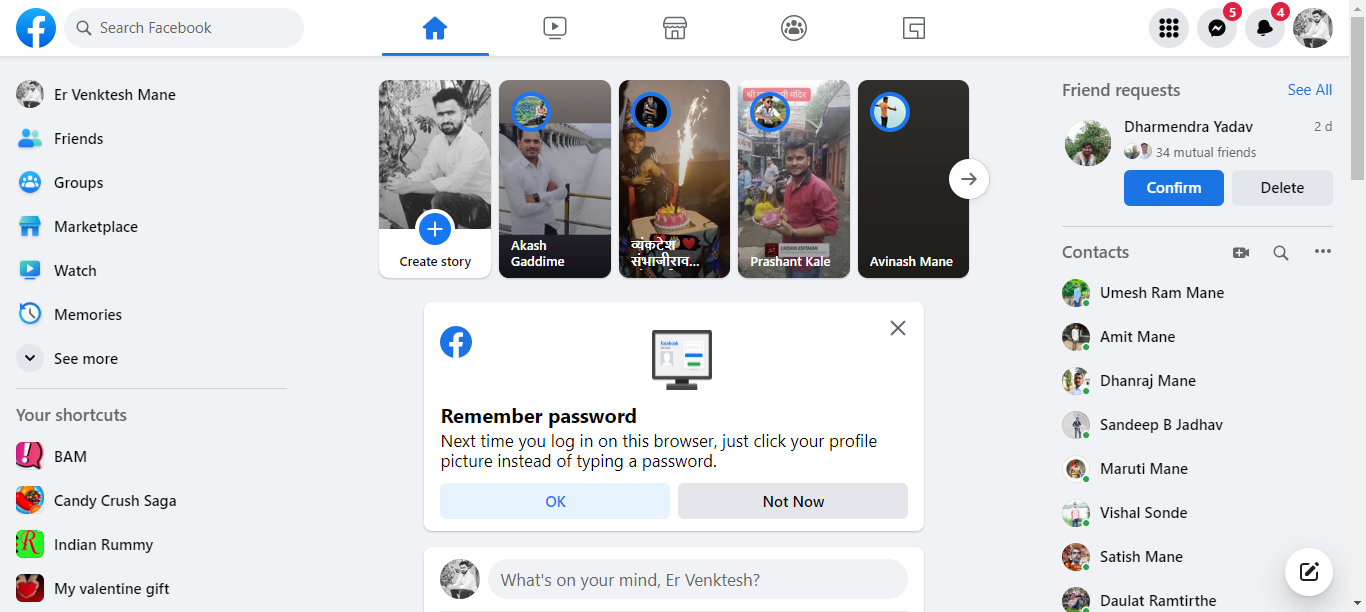 Search Facebook
5
4
Er Venktesh Mane
Friends
Groups
Marketplace
Watch
Memories
See more
Your shortcuts
BAM
Candy Crush Saga
Indian Rummy
My valentine gift
Create story
Akash
Gaddime
व्यंकटेश
संभाजीराव...
Prashant Kale
Avinash Mane
Remember password
Next time you log in on this browser, just click your profile
picture instead of typing a password.
OK
Not Now
What's on your mind, Er Venktesh?
Friend requests
See All
Dharmendra Yadav
2 d
34 mutual friends
Confirm
Delete
Contacts
Umesh Ram Mane
Amit Mane
Dhanraj Mane
Sandeep B Jadhav
Maruti Mane
Vishal Sonde
Satish Mane
Daulat Ramtirthe